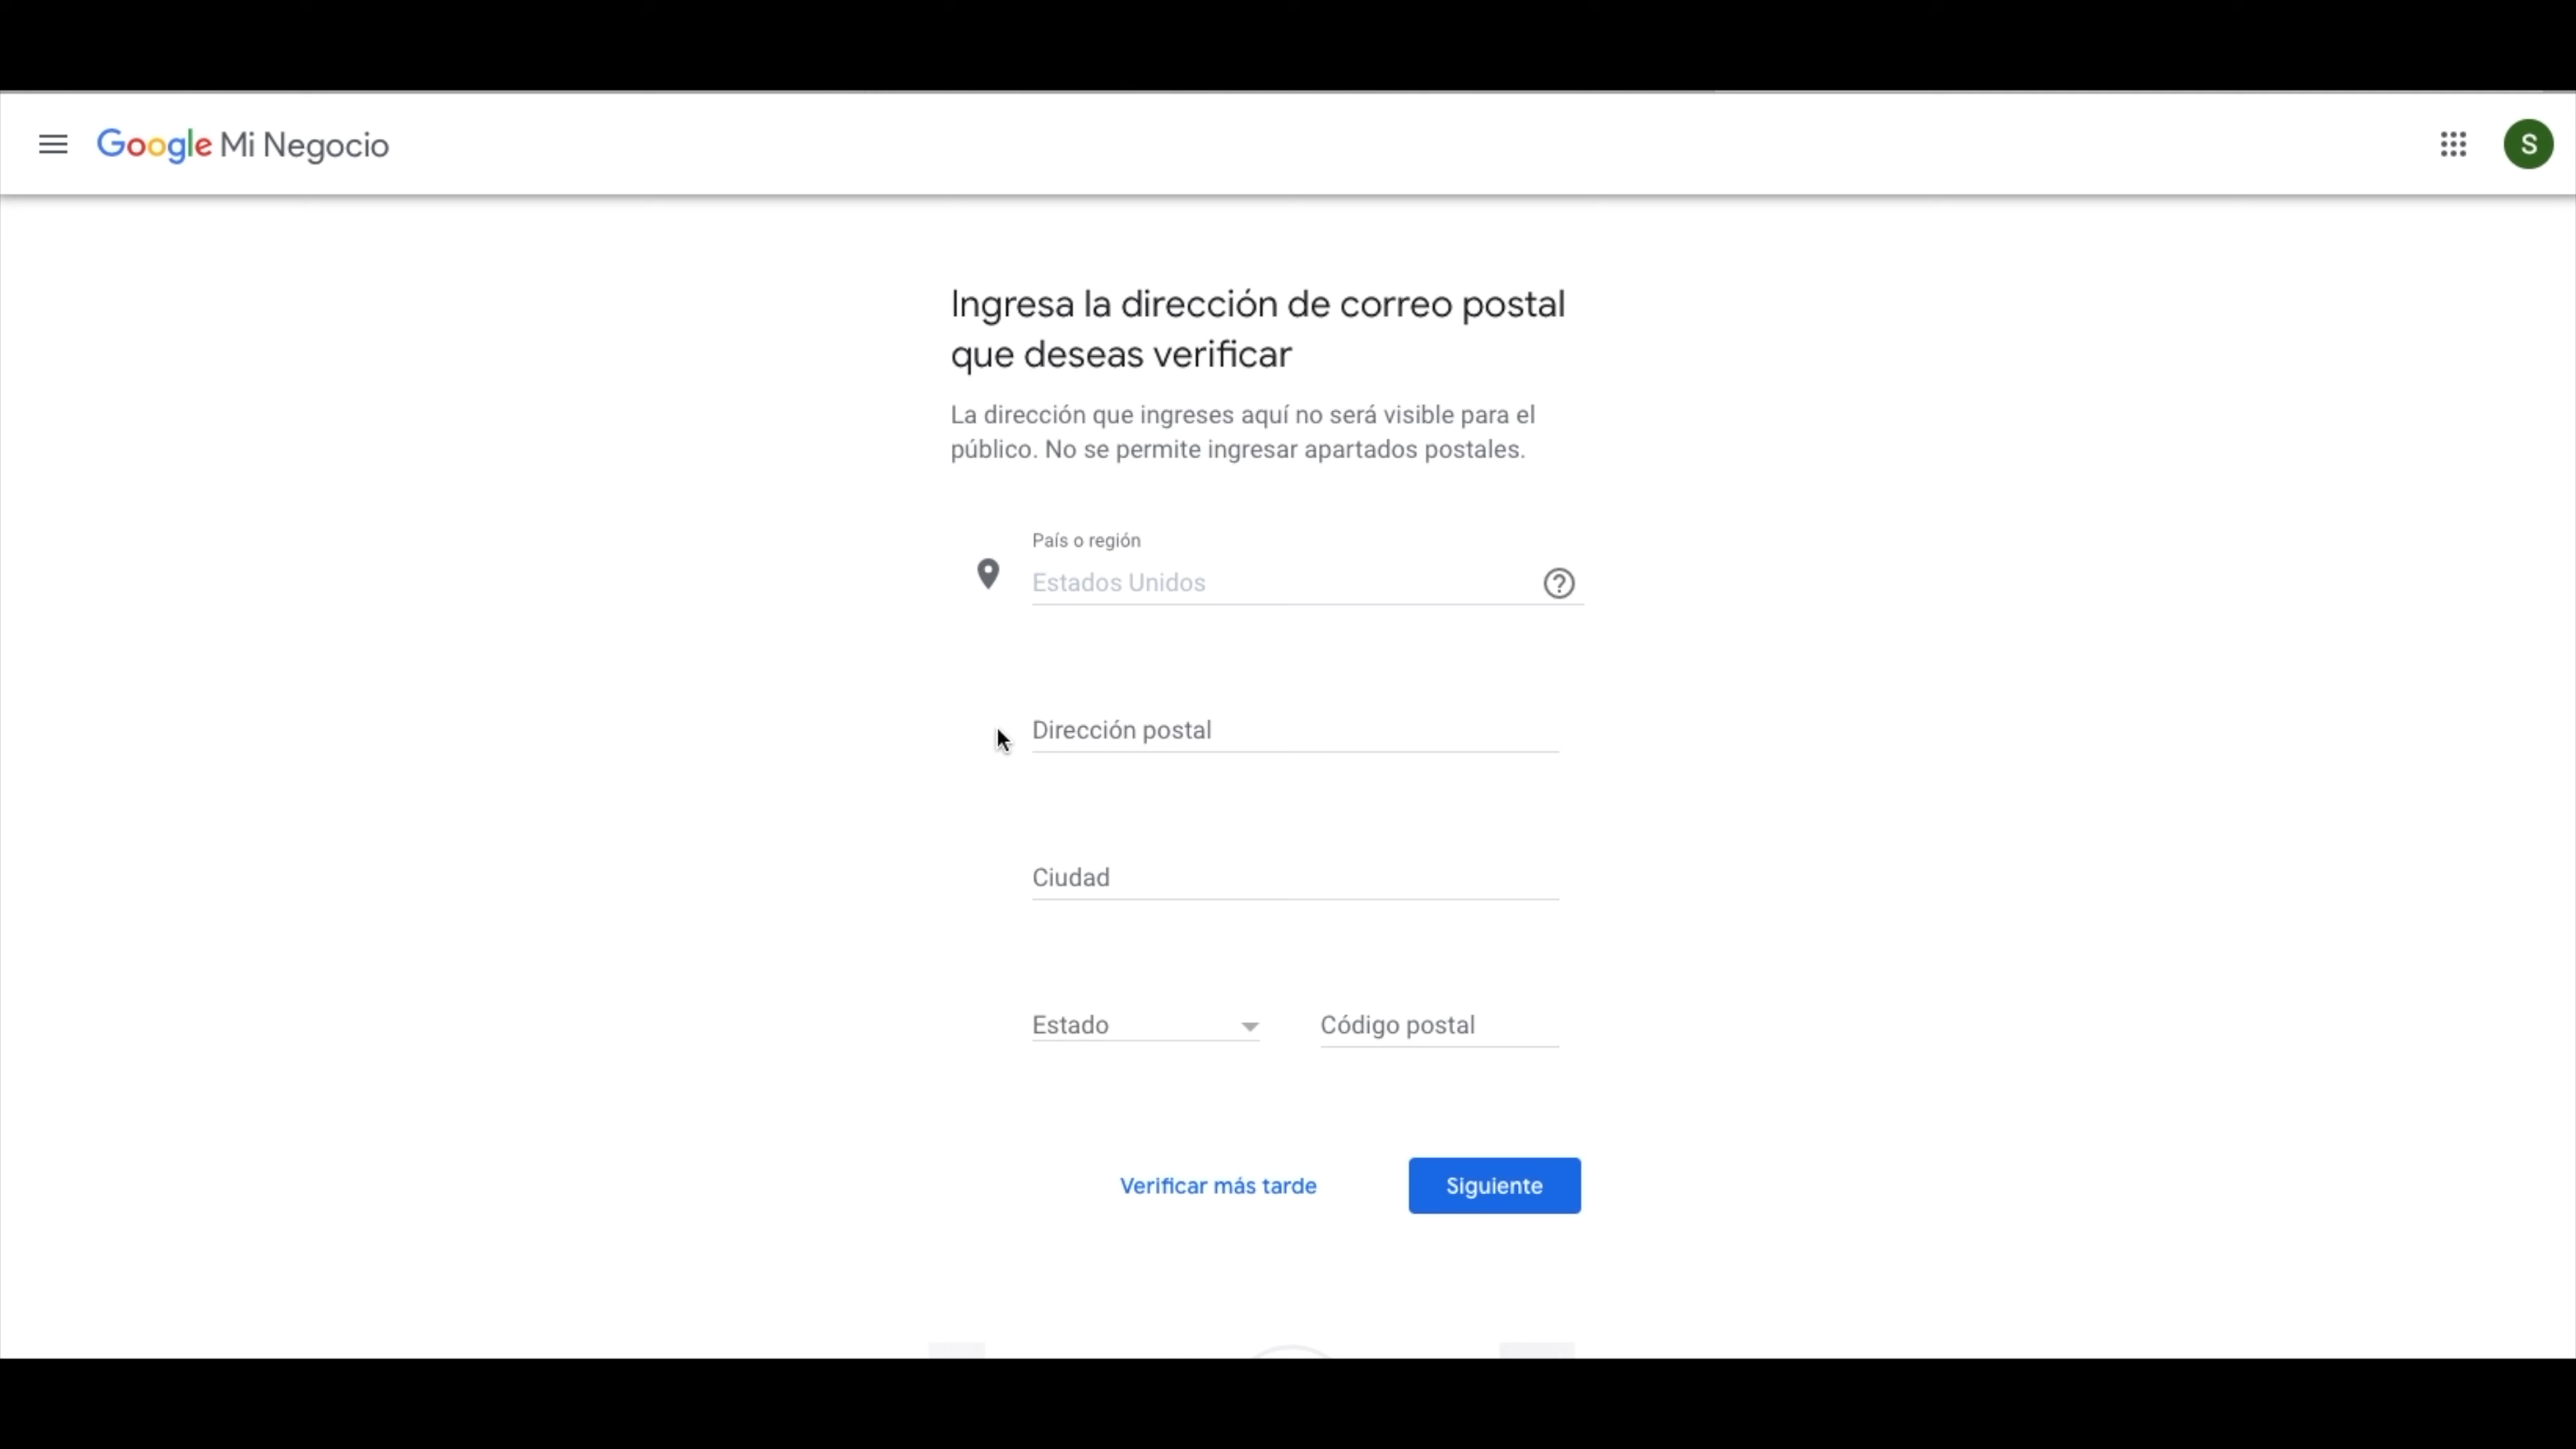 Google Mi Negocio
S
Ingresa la dirección de correo postal
que deseas verificar
La dirección que ingreses aquí no será visible para el
público. No se permite ingresar apartados postales.
País o región
Estados Unidos
?
Dirección postal
Ciudad
Estado
Código postal
Verificar más tarde
Siguiente